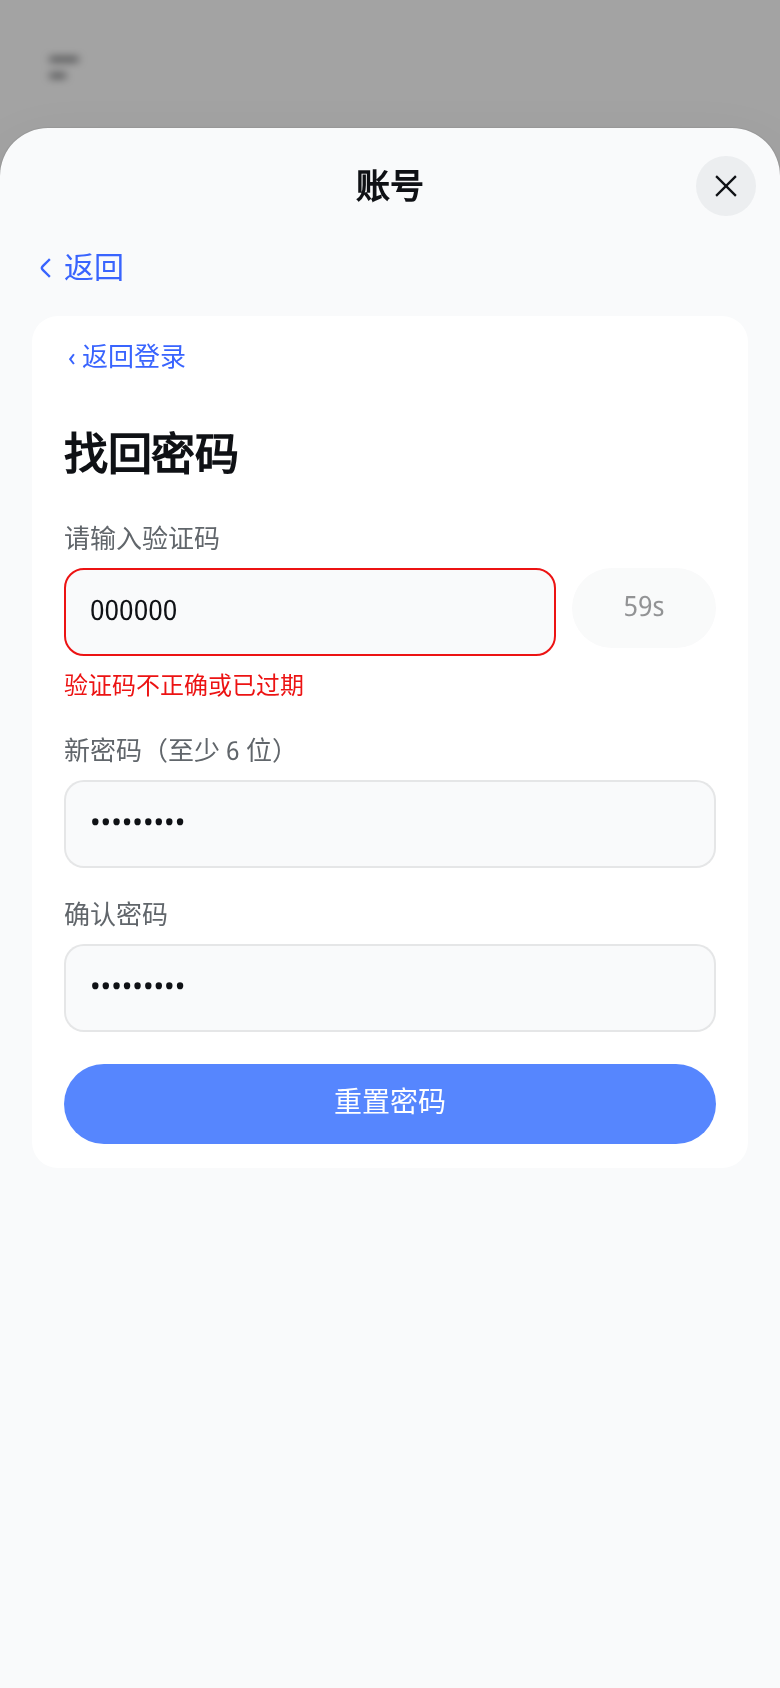 账号
返回
‹ 返回登录
找回密码
请输入验证码
000000
59s
验证码不正确或已过期
新密码（至少 6 位）
•••••••••
确认密码
•••••••••
重置密码